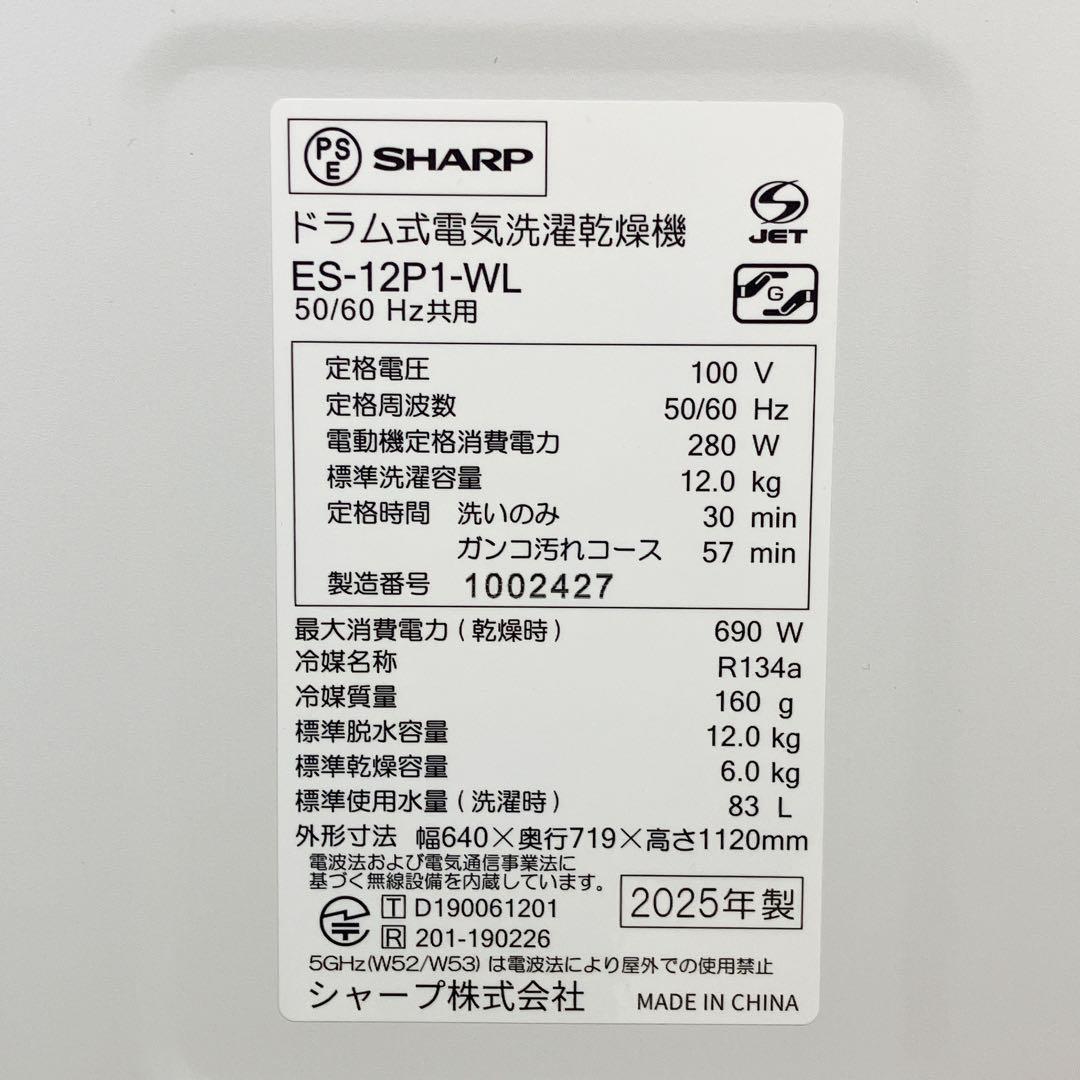 PSE SHARP
ドラム式電気洗濯乾燥機
JET
ES-12P1-WL
G
50/60 Hz共用
定格電圧 100 V
定格周波数 50/60 Hz
電動機定格消費電力 280 W
標準洗濯容量 12.0 kg
定格時間 洗いのみ 30 min
ガンコ汚れコース 57 min
製造番号 1002427
最大消費電力(乾燥時) 690 W
冷媒名称 R134a
冷媒質量 160 g
標準脱水容量 12.0 kg
標準乾燥容量 6.0 kg
標準使用水量(洗濯時) 83 L
外形寸法 幅640×奥行719×高さ1120mm
電波法および電気通信事業法に
基づく無線設備を内蔵しています。
T D190061201
R 201-190226
2025年製
5GHz(W52/W53)は電波法により屋外での使用禁止
シャープ株式会社 MADE IN CHINA